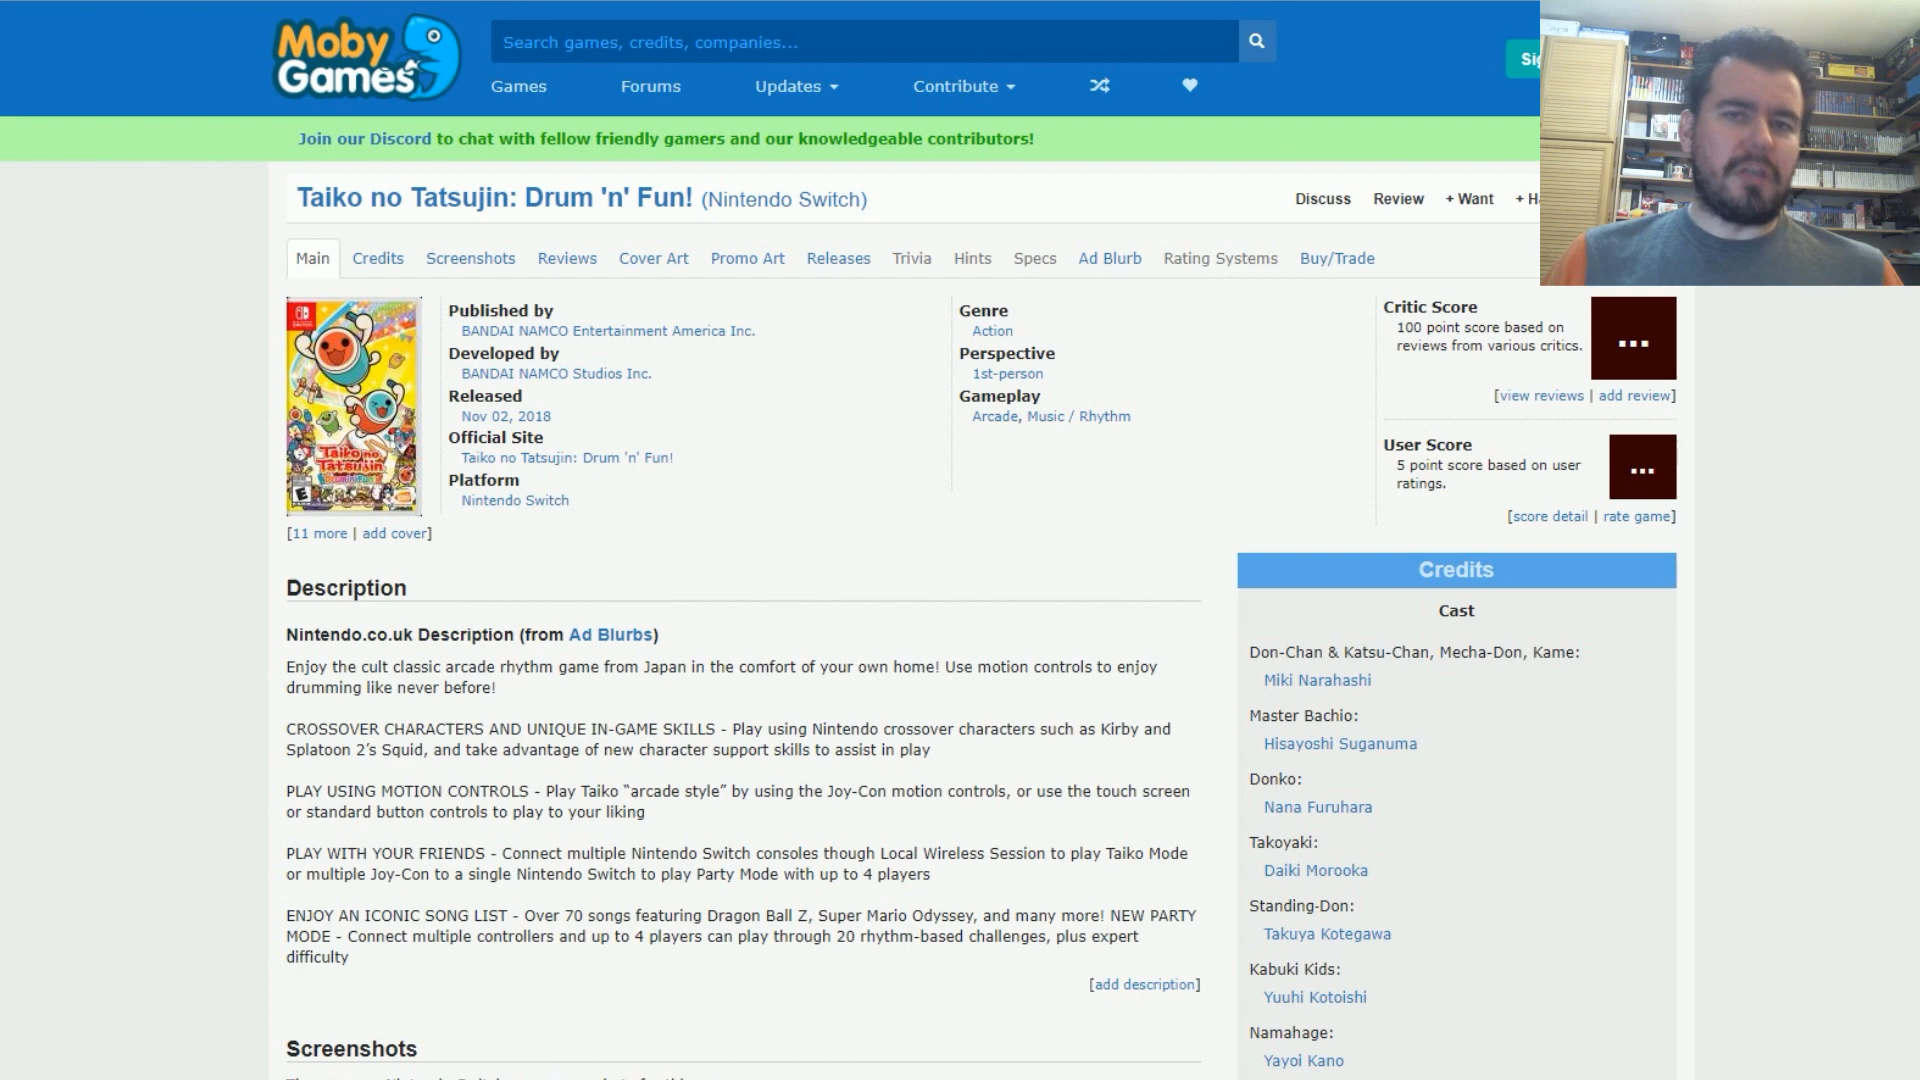 Moby
Games
Search games, credits, companies...
Games
Forums
Updates
Contribute
Join our Discord to chat with fellow friendly gamers and our knowledgeable contributors!
Taiko no Tatsujin: Drum 'n' Fun! (Nintendo Switch)
Discuss
Review
+ Want
Main
Credits
Screenshots
Reviews
Cover Art
Promo Art
Releases
Trivia
Hints
Specs
Ad Blurb
Rating Systems
Buy/Trade
Taiko no
Tatsujin
[11 more | add cover]
Published by
BANDAI NAMCO Entertainment America Inc.
Developed by
BANDAI NAMCO Studios Inc.
Released
Nov 02, 2018
Official Site
Taiko no Tatsujin: Drum 'n' Fun!
Platform
Nintendo Switch
Genre
Action
Perspective
1st-person
Gameplay
Arcade, Music / Rhythm
Critic Score
100 point score based on
reviews from various critics.
...
[view reviews | add review]
User Score
5 point score based on user
ratings.
...
[score detail | rate game]
Description
Nintendo.co.uk Description (from Ad Blurbs)
Enjoy the cult classic arcade rhythm game from Japan in the comfort of your own home! Use motion controls to enjoy
drumming like never before!
CROSSOVER CHARACTERS AND UNIQUE IN-GAME SKILLS - Play using Nintendo crossover characters such as Kirby and
Splatoon 2’s Squid, and take advantage of new character support skills to assist in play
PLAY USING MOTION CONTROLS - Play Taiko “arcade style” by using the Joy-Con motion controls, or use the touch screen
or standard button controls to play to your liking
PLAY WITH YOUR FRIENDS - Connect multiple Nintendo Switch consoles though Local Wireless Session to play Taiko Mode
or multiple Joy-Con to a single Nintendo Switch to play Party Mode with up to 4 players
ENJOY AN ICONIC SONG LIST - Over 70 songs featuring Dragon Ball Z, Super Mario Odyssey, and many more! NEW PARTY
MODE - Connect multiple controllers and up to 4 players can play through 20 rhythm-based challenges, plus expert
difficulty
[add description]
Screenshots
Credits
Cast
Don-Chan & Katsu-Chan, Mecha-Don, Kame:
Miki Narahashi
Master Bachio:
Hisayoshi Suganuma
Donko:
Nana Furuhara
Takoyaki:
Daiki Morooka
Standing-Don:
Takuya Kotegawa
Kabuki Kids:
Yuuhi Kotoishi
Namahage:
Yayoi Kano